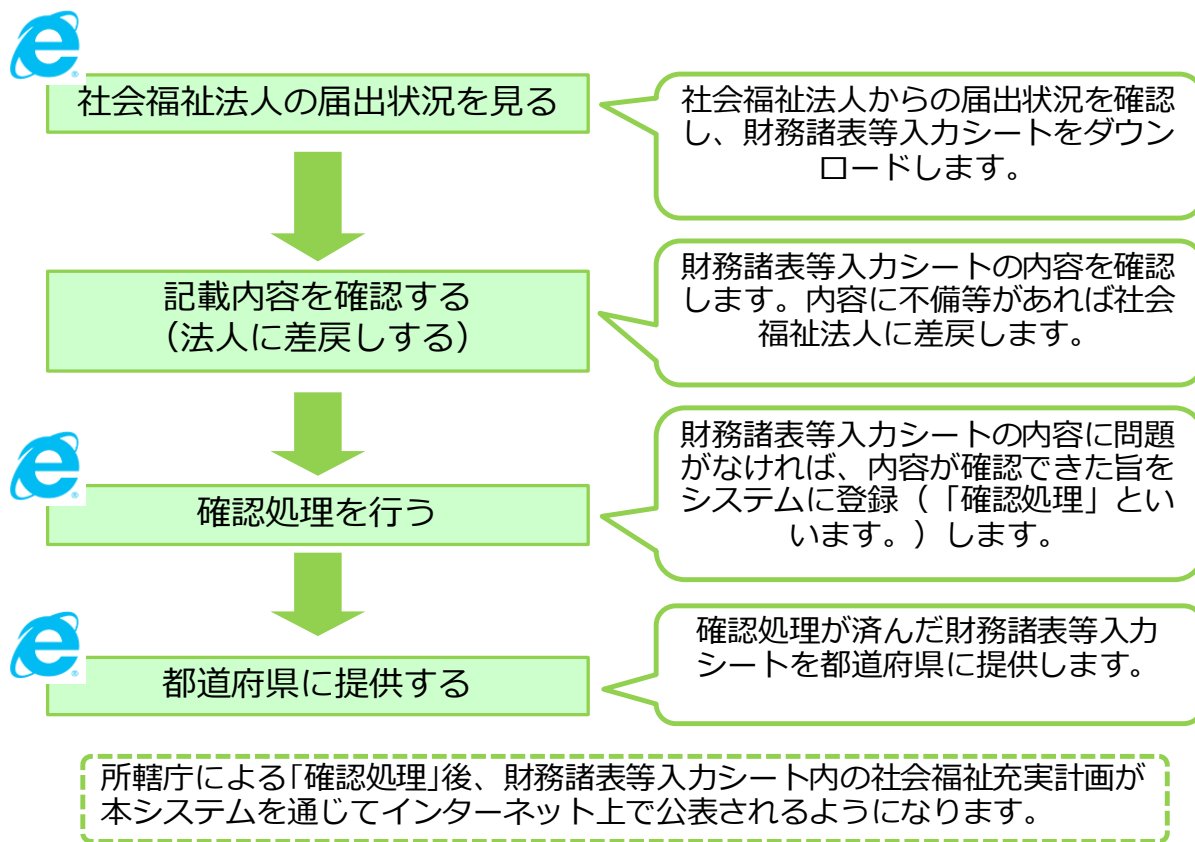 社会福祉法人の届出状況を見る
社会福祉法人からの届出状況を確認
し、財務諸表等入力シートをダウン
ロードします。
記載内容を確認する
（法人に差戻しする）
財務諸表等入力シートの内容を確認
します。内容に不備等があれば社会
福祉法人に差戻します。
確認処理を行う
財務諸表等入力シートの内容に問題
がなければ、内容が確認できた旨を
システムに登録（「確認処理」とい
います。）します。
都道府県に提供する
確認処理が済んだ財務諸表等入力
シートを都道府県に提供します。
所轄庁による「確認処理」後、財務諸表等入力シート内の社会福祉充実計画が
本システムを通じてインターネット上で公表されるようになります。